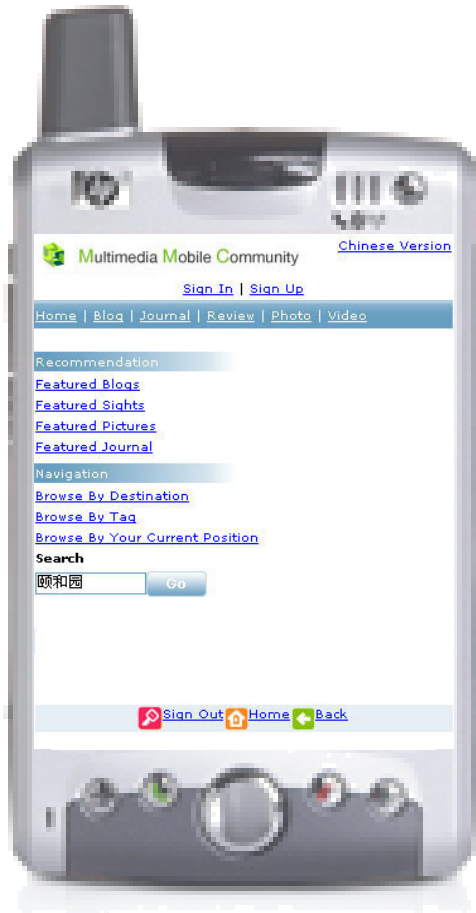 hp
Chinese Version
Multimedia Mobile Community
Sign In | Sign Up
Home | Blog | Journal | Review | Photo | Video
Recommendation
Featured Blogs
Featured Sights
Featured Pictures
Featured Journal
Navigation
Browse By Destination
Browse By Tag
Browse By Your Current Position
Search
颐和园 Go
Sign Out Home Back